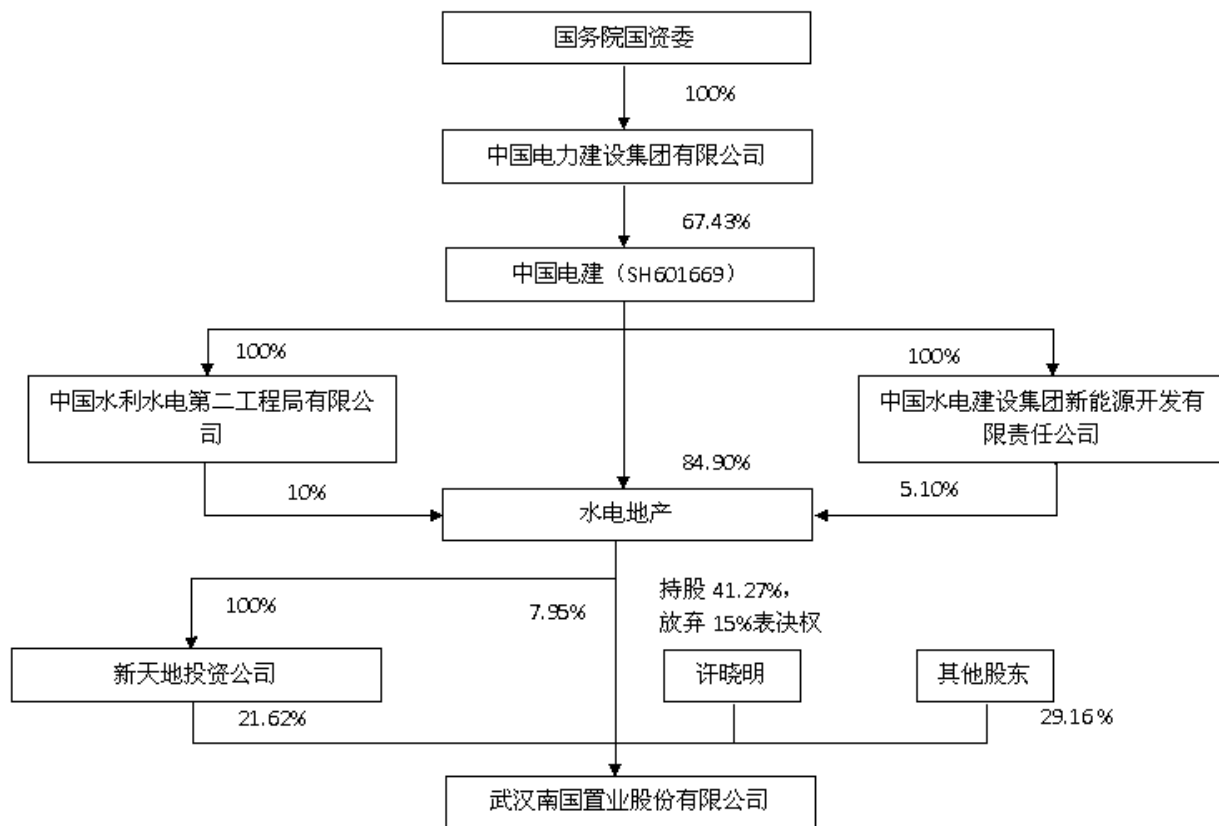 国务院国资委
100%
中国电力建设集团有限公司
67.43%
中国电建（SH601669）
100%
100%
中国水利水电第二工程局有限公
司
中国水电建设集团新能源开发有
限责任公司
84.90%
10%
5.10%
水电地产
持股 41.27%，
放弃 15%表决权
100%
7.95%
新天地投资公司
许晓明
其他股东
21.62%
29.16%
武汉南国置业股份有限公司